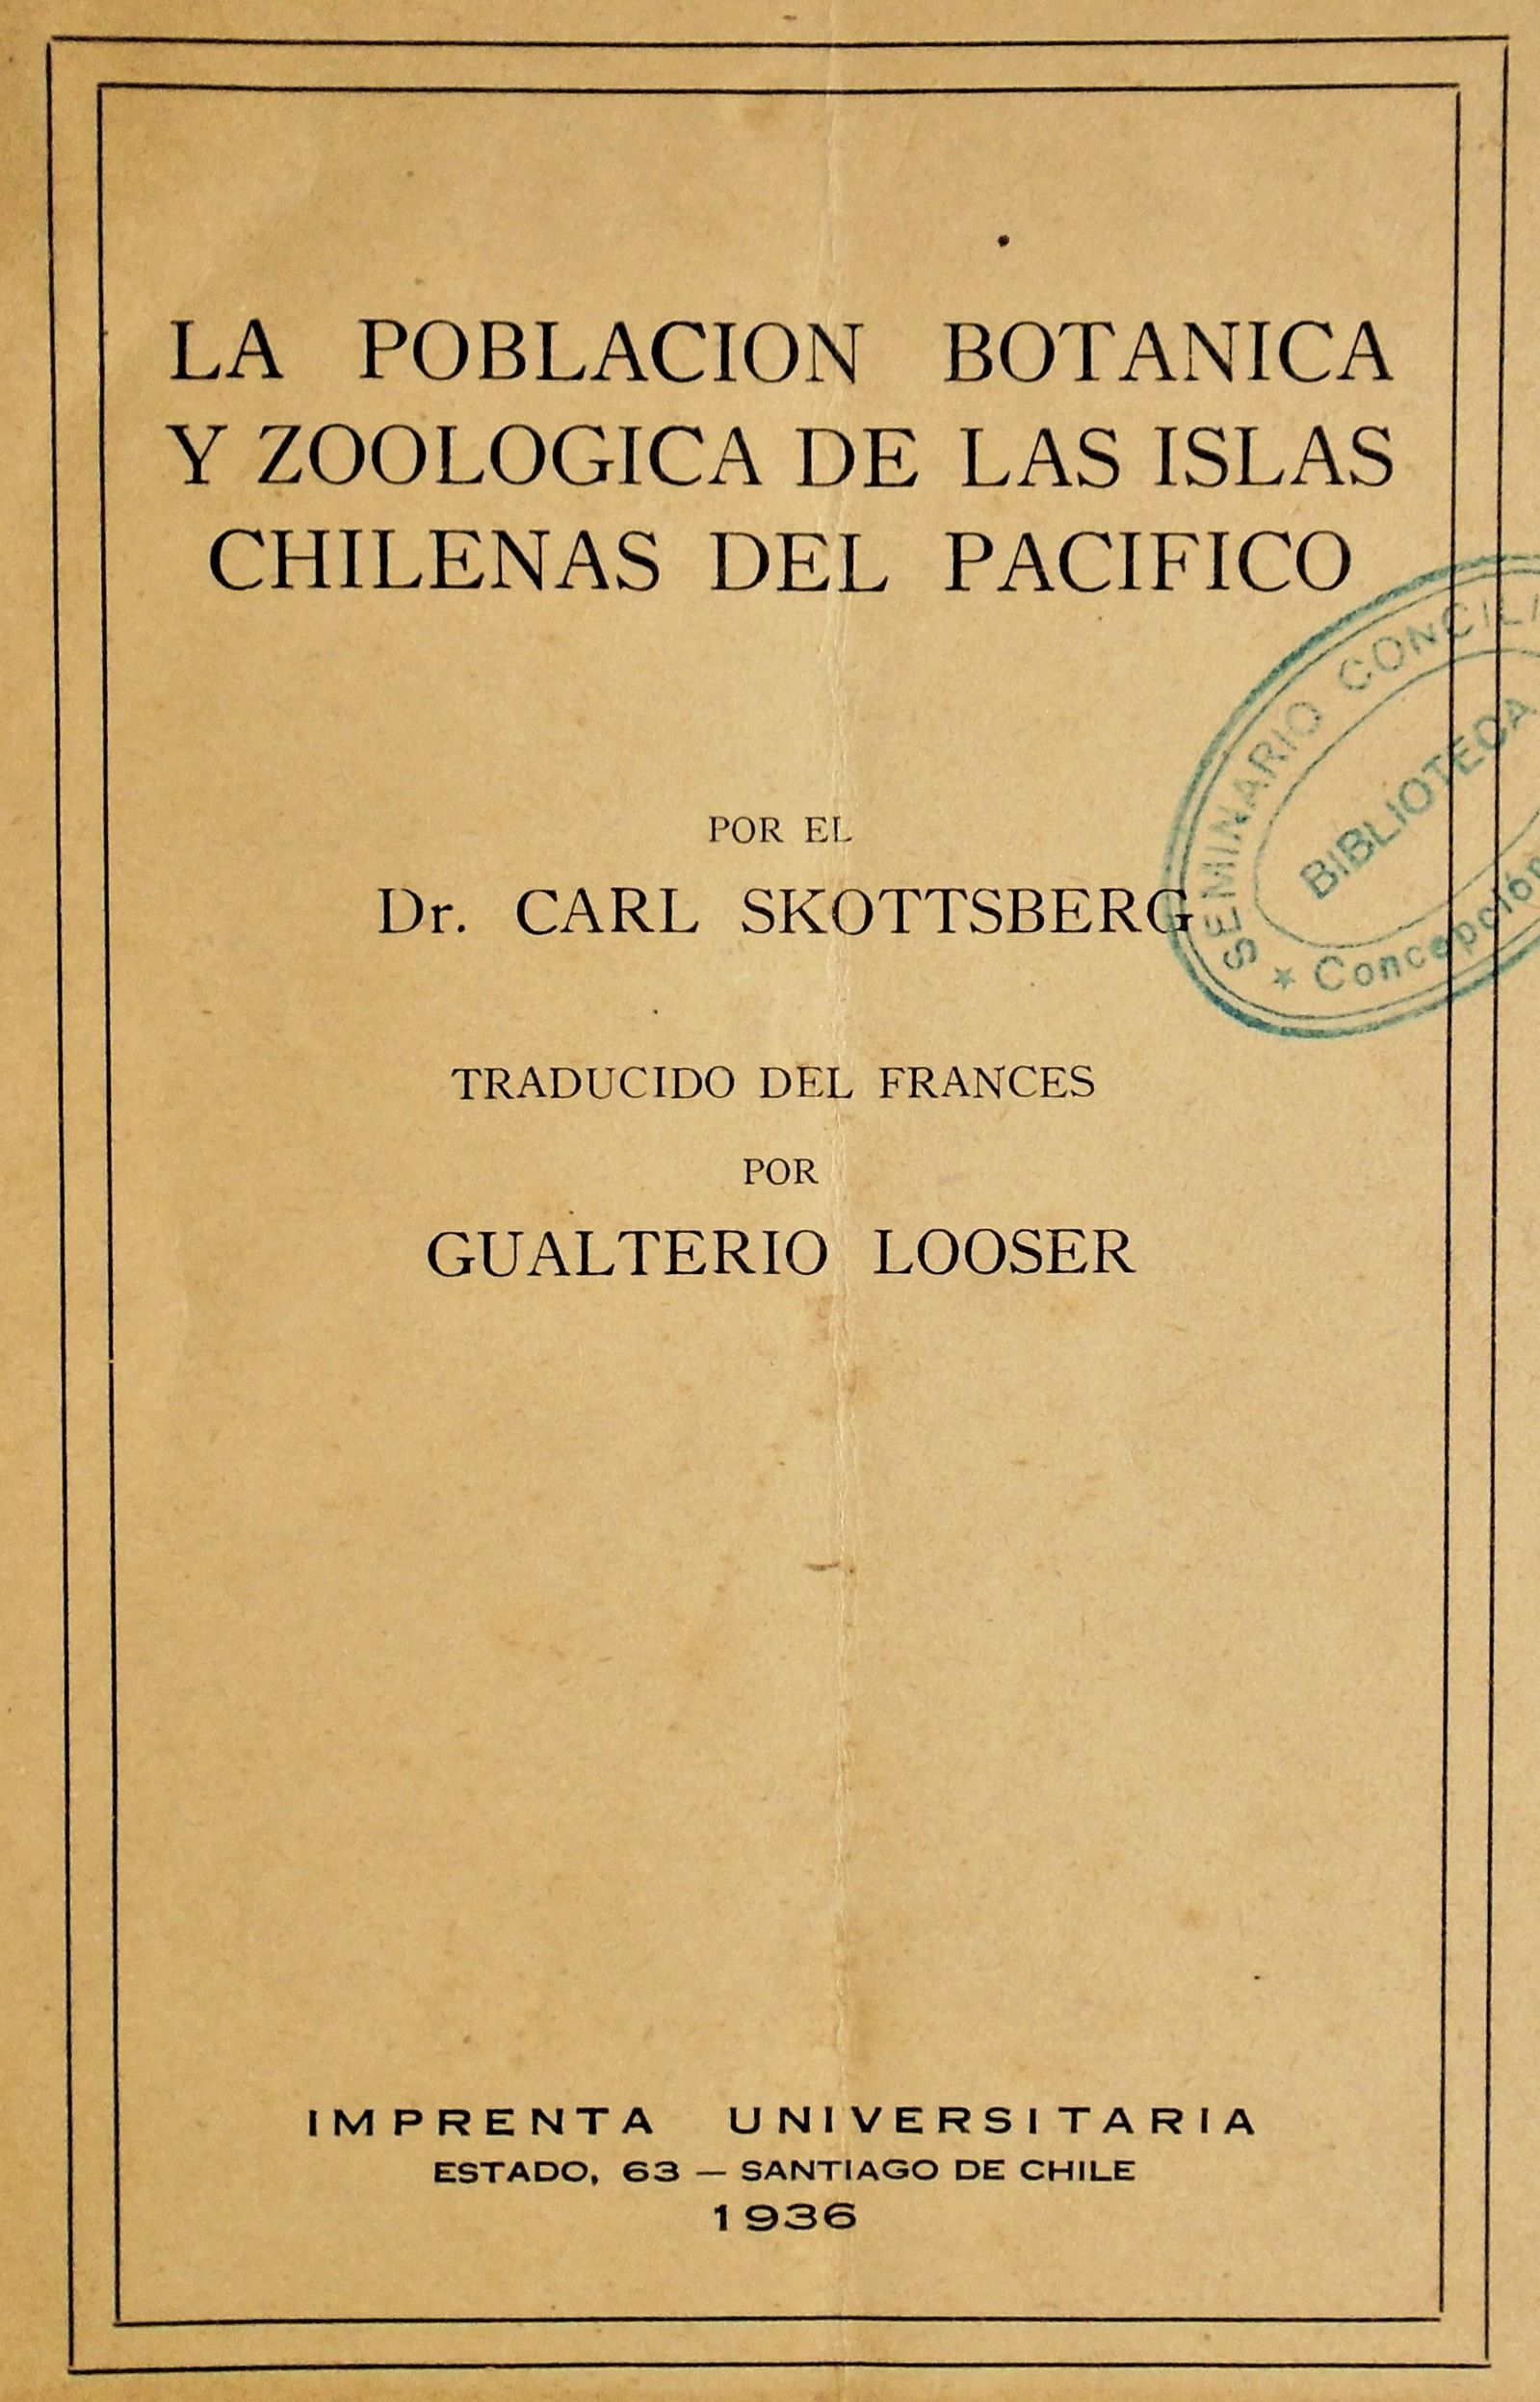 LA POBLACION BOTANICA
Y ZOOLOGICA DE LAS ISLAS
CHILENAS DEL PACIFICO
SEMINARIO
BIBLIOTECA
★ Concepción
POR EL
Dr. CARL SKOTTSBERG
TRADUCIDO DEL FRANCES
POR
GUALTERIO LOOSER
IMPRENTA UNIVERSITARIA
ESTADO, 63 — SANTIAGO DE CHILE
1936